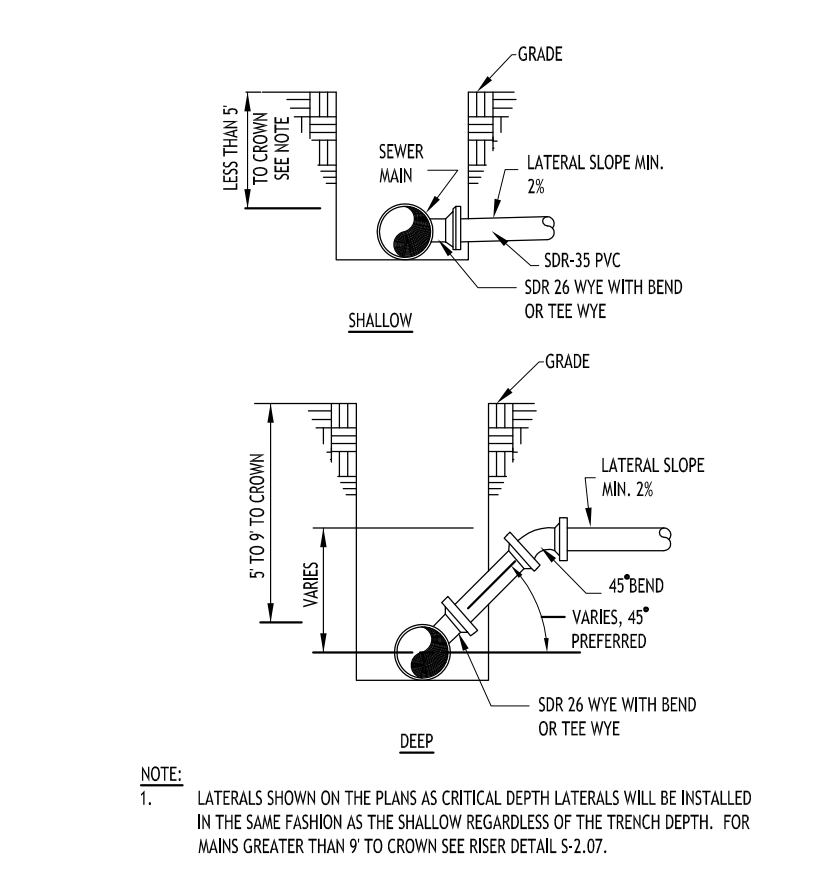 GRADE
LESS THAN 5'
TO CROWN
SEE NOTE
SEWER
MAIN
LATERAL SLOPE MIN.
2%
SDR-35 PVC
SDR 26 WYE WITH BEND
OR TEE WYE
SHALLOW
GRADE
5' TO 9' TO CROWN
VARIES
LATERAL SLOPE
MIN. 2%
45° BEND
VARIES, 45°
PREFERRED
SDR 26 WYE WITH BEND
OR TEE WYE
DEEP
NOTE:
1. LATERALS SHOWN ON THE PLANS AS CRITICAL DEPTH LATERALS WILL BE INSTALLED
IN THE SAME FASHION AS THE SHALLOW REGARDLESS OF THE TRENCH DEPTH. FOR
MAINS GREATER THAN 9' TO CROWN SEE RISER DETAIL S-2.07.